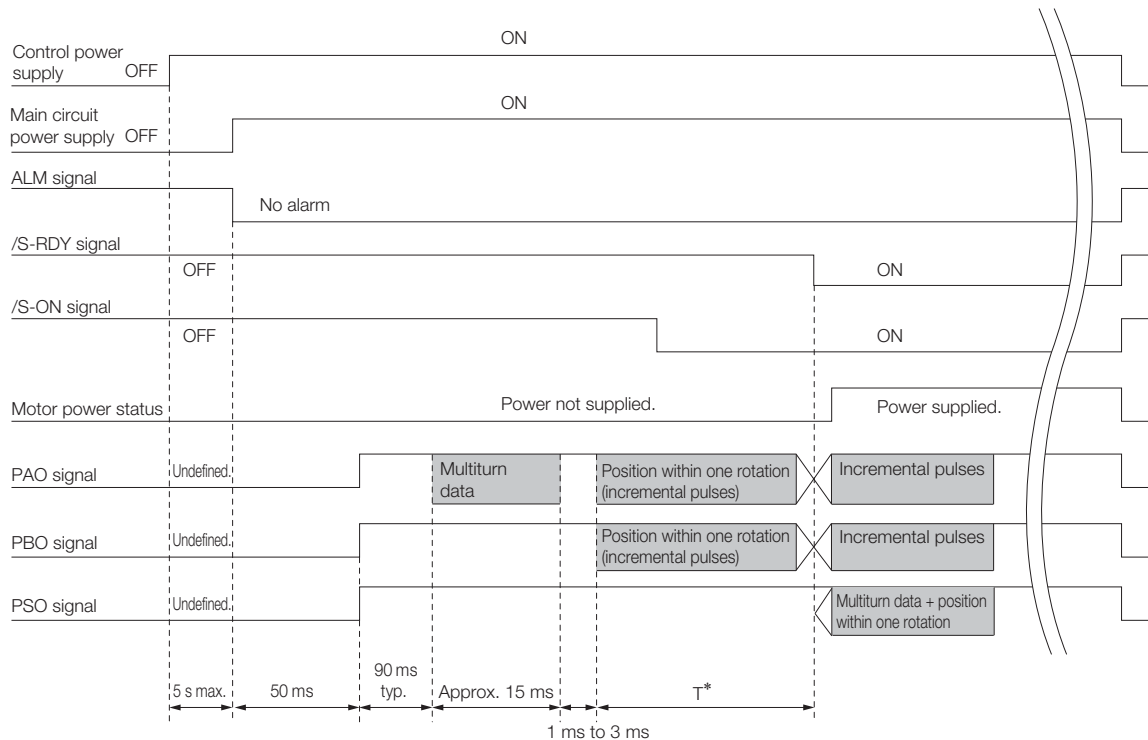 ON
Control power
supply OFF
ON
Main circuit
power supply OFF
ALM signal
No alarm
/S-RDY signal
OFF
ON
/S-ON signal
OFF
ON
Motor power status
Power not supplied.
Power supplied.
PAO signal
Undefined.
Multiturn
data
Position within one rotation
(incremental pulses)
Incremental pulses
PBO signal
Undefined.
Position within one rotation
(incremental pulses)
Incremental pulses
PSO signal
Undefined.
Multiturn data + position
within one rotation
5 s max.
50 ms
90 ms
typ.
Approx. 15 ms
1 ms to 3 ms
T*